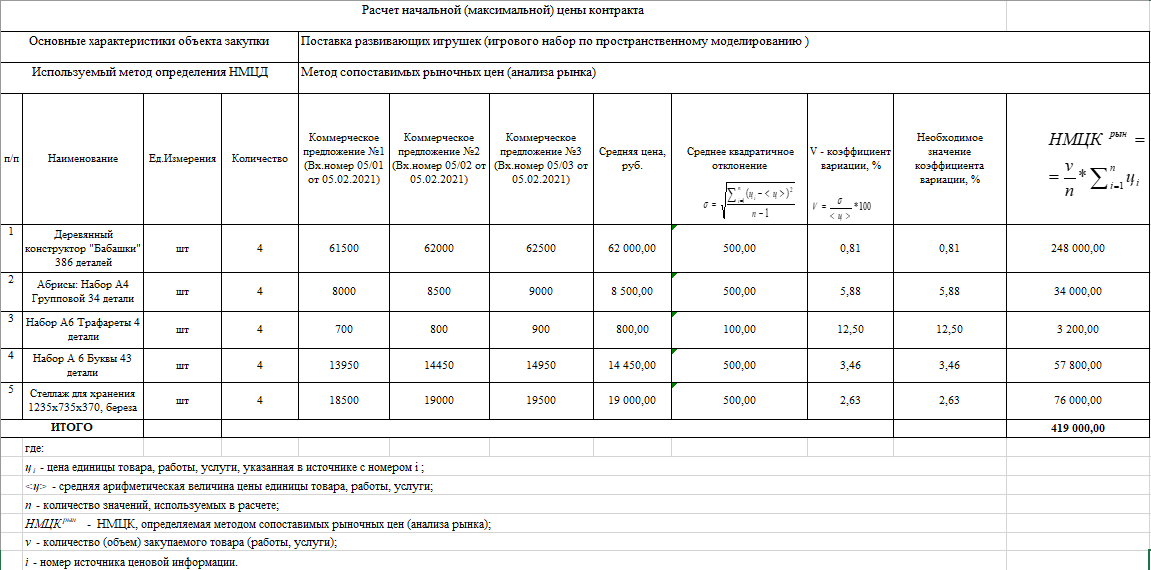 Расчет начальной (максимальной) цены контракта
Основные характеристики объекта закупки
Поставка развивающих игрушек (игрового набор по пространственному моделированию )
Используемый метод определения НМЦД
Метод сопоставимых рыночных цен (анализа рынка)
п/п
Наименование
Ед.Измерения
Количество
Коммерческое
предложение №1
(Вх.номер 05/01
от 05.02.2021)
Коммерческое
предложение №2
(Вх.номер 05/02 от
05.02.2021)
Коммерческое
предложение №3
(Вх.номер 05/03 от
05.02.2021)
Средняя цена,
руб.
Среднее квадратичное
отклонение
σ = √(∑ⁿᵢ₌₁ (цᵢ - <ц>)² / (n - 1))
V - коэффициент
вариации, %
V = σ / <ц> *100
Необходимое
значение
коэффициента
вариации, %
НМЦК рын =
= v / n * ∑ⁿᵢ₌₁ цᵢ
1
Деревянный
конструктор "Бабашки"
386 деталей
шт
4
61500
62000
62500
62 000,00
500,00
0,81
0,81
248 000,00
2
Абрисы: Набор А4
Групповой 34 детали
шт
4
8000
8500
9000
8 500,00
500,00
5,88
5,88
34 000,00
3
Набор А6 Трафареты 4
детали
шт
4
700
800
900
800,00
100,00
12,50
12,50
3 200,00
4
Набор А 6 Буквы 43
детали
шт
4
13950
14450
14950
14 450,00
500,00
3,46
3,46
57 800,00
5
Стеллаж для хранения
1235х735х370, береза
шт
4
18500
19000
19500
19 000,00
500,00
2,63
2,63
76 000,00
ИТОГО
419 000,00
где:
ц i - цена единицы товара, работы, услуги, указанная в источнике с номером i ;
<ц> - средняя арифметическая величина цены единицы товара, работы, услуги;
n - количество значений, используемых в расчете;
НМЦК рын - НМЦК, определяемая методом сопоставимых рыночных цен (анализа рынка);
v - количество (объем) закупаемого товара (работы, услуги);
i - номер источника ценовой информации.